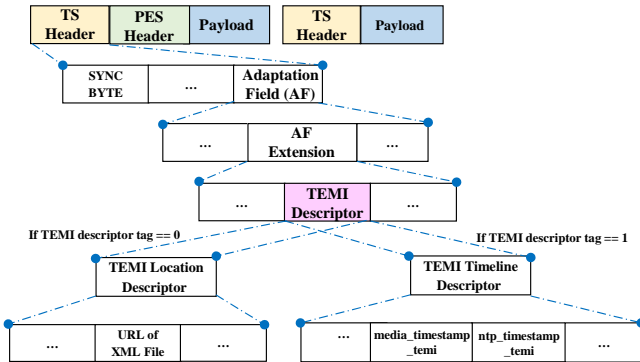 TS
Header
PES
Header
Payload
TS
Header
Payload
SYNC
BYTE
...
Adaptation
Field (AF)
...
AF
Extension
...
...
TEMI
Descriptor
...
If TEMI descriptor tag == 0
If TEMI descriptor tag == 1
TEMI Location
Descriptor
TEMI Timeline
Descriptor
...
URL of
XML File
...
...
media_timestamp
_temi
ntp_timestamp
_temi
...